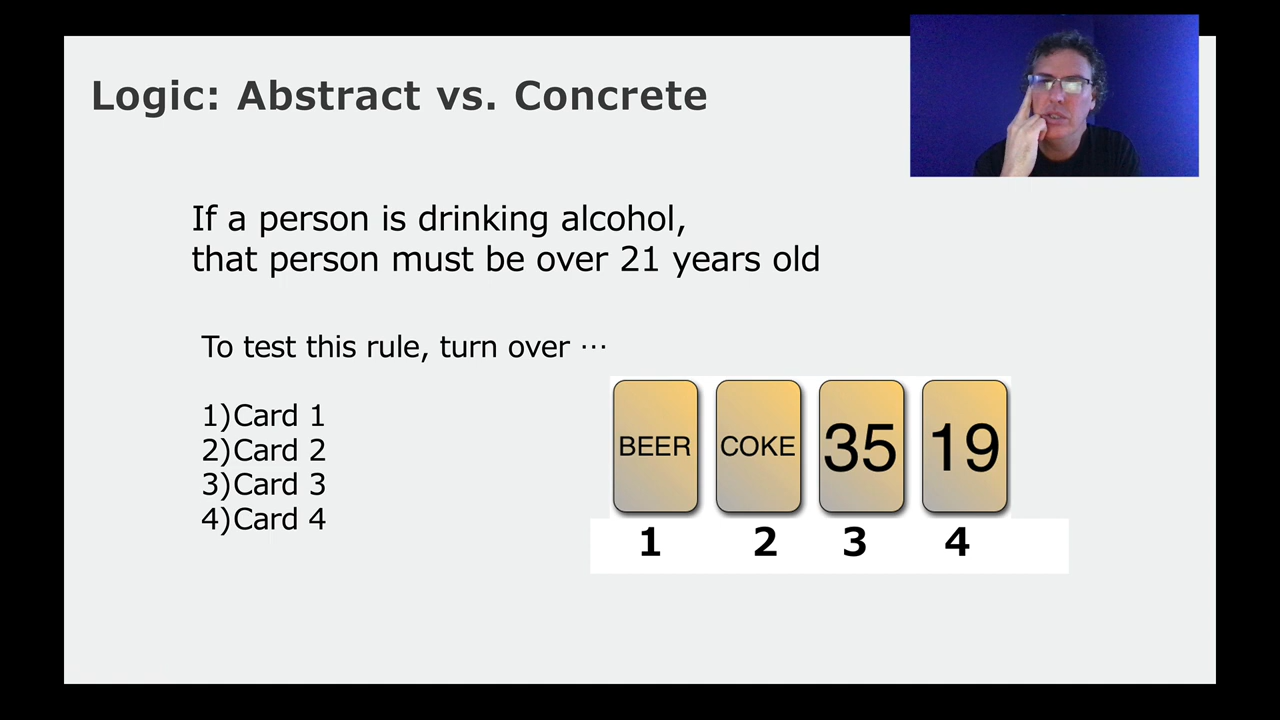 Logic: Abstract vs. Concrete
If a person is drinking alcohol,
that person must be over 21 years old
To test this rule, turn over ⋯
1)Card 1
2)Card 2
3)Card 3
4)Card 4
BEER COKE 35 19
1 2 3 4